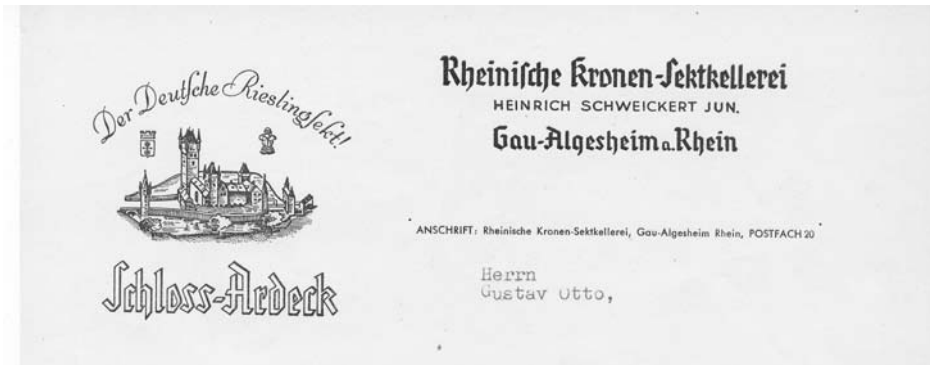 Der Deutsche Rieslingsekt!
Schloss-Ardeck
Rheinische Kronen-Sektkellerei
HEINRICH SCHWEICKERT JUN.
Gau-Algesheim a. Rhein
ANSCHRIFT: Rheinische Kronen-Sektkellerei, Gau-Algesheim Rhein, POSTFACH 20
Herrn
Gustav Otto,